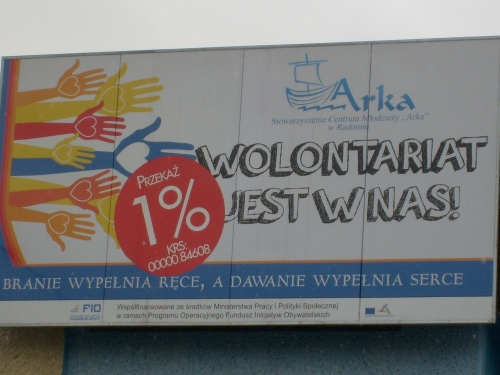 Arka
Stowarzyszenie Centrum Młodzieży „Arka”
w Radomiu
WOLONTARIAT
JEST W NAS!
PRZEKAŻ
1%
KRS:
00000 84608
BRANIE WYPEŁNIA RĘCE, A DAWANIE WYPEŁNIA SERCE
FIO
Współfinansowane ze środków Ministerstwa Pracy i Polityki Społecznej
w ramach Programu Operacyjnego Fundusz Inicjatyw Obywatelskich